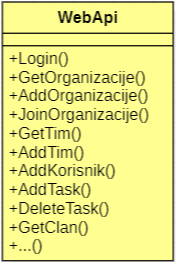 WebApi
+Login()
+GetOrganizacije()
+AddOrganizacije()
+JoinOrganizacije()
+GetTim()
+AddTim()
+AddKorisnik()
+AddTask()
+DeleteTask()
+GetClan()
+...()